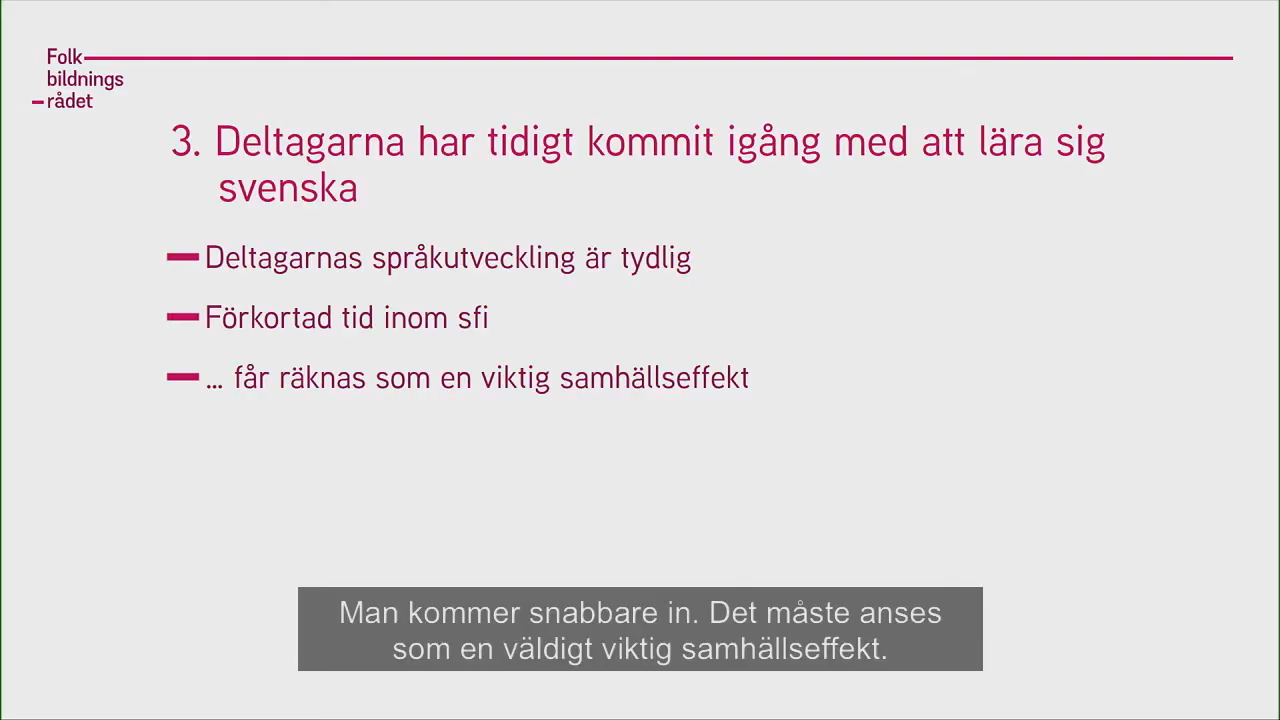 Folk
bildnings
rådet
3. Deltagarna har tidigt kommit igång med att lära sig
svenska
Deltagarnas språkutveckling är tydlig
Förkortad tid inom sfi
... får räknas som en viktig samhällseffekt
Man kommer snabbare in. Det måste anses
som en väldigt viktig samhällseffekt.